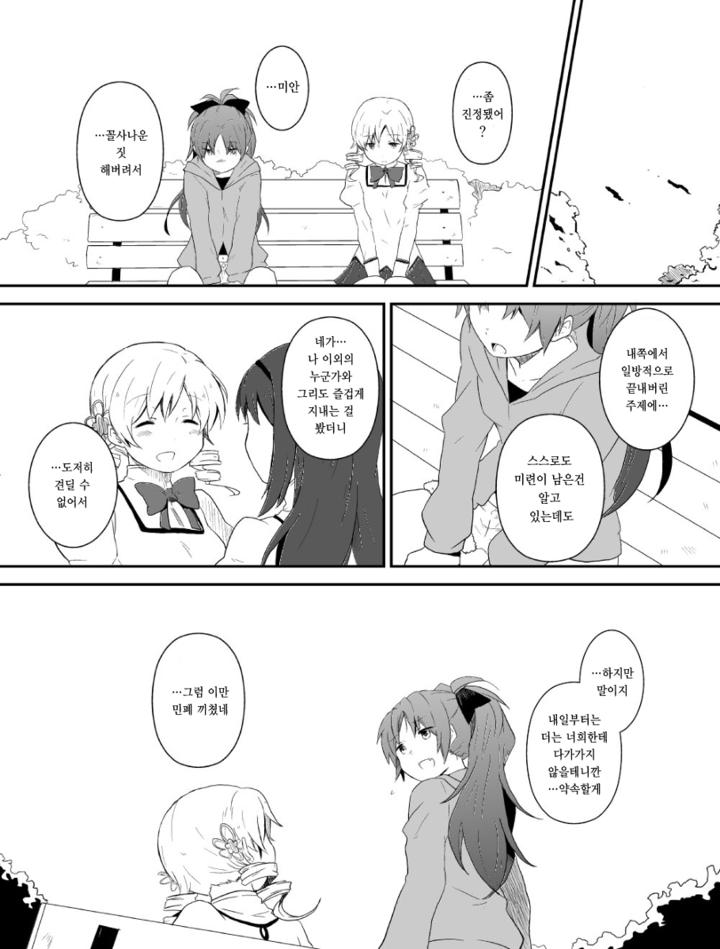 …좀
진정됐어
?
…미안
…꼴사나운
짓
해버려서
내쪽에서
일방적으로
끝내버린
주제에…
스스로도
미련이 남은건
알고
있는데도
네가…
나 이외의
누군가와
그리도 즐겁게
지내는 걸
봤더니
…도저히
견딜 수
없어서
…하지만
말이지
내일부터는
더는 너희한테
다가가지
않을테니깐
…약속할게
…그럼 이만
민폐 끼쳤네